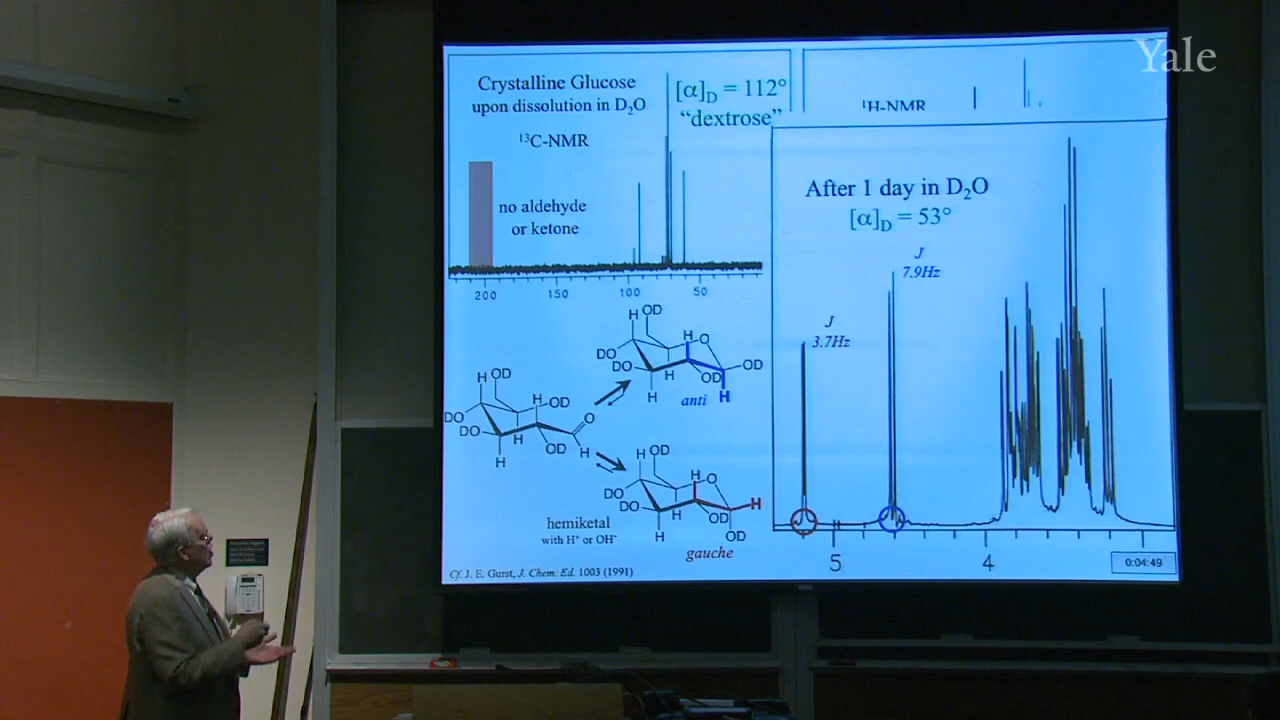 Yale
Crystalline Glucose
upon dissolution in D₂O
¹³C-NMR
[α]D = 112°
“dextrose”
no aldehyde
or ketone
200 150 100 50
¹H-NMR
After 1 day in D₂O
[α]D = 53°
J
7.9Hz
J
3.7Hz
5 4
0:04:49
H OD
DO
DO
H
H
OD
OD
H
H
O
anti
H OD
DO
DO
H
H
H
OD
OD
O
H
H OD
DO
DO
H
H
H
O
OD
OD
H
gauche
hemiketal
with H⁺ or OH⁻
Cf. J. E. Gurst, J. Chem. Ed. 1003 (1991)